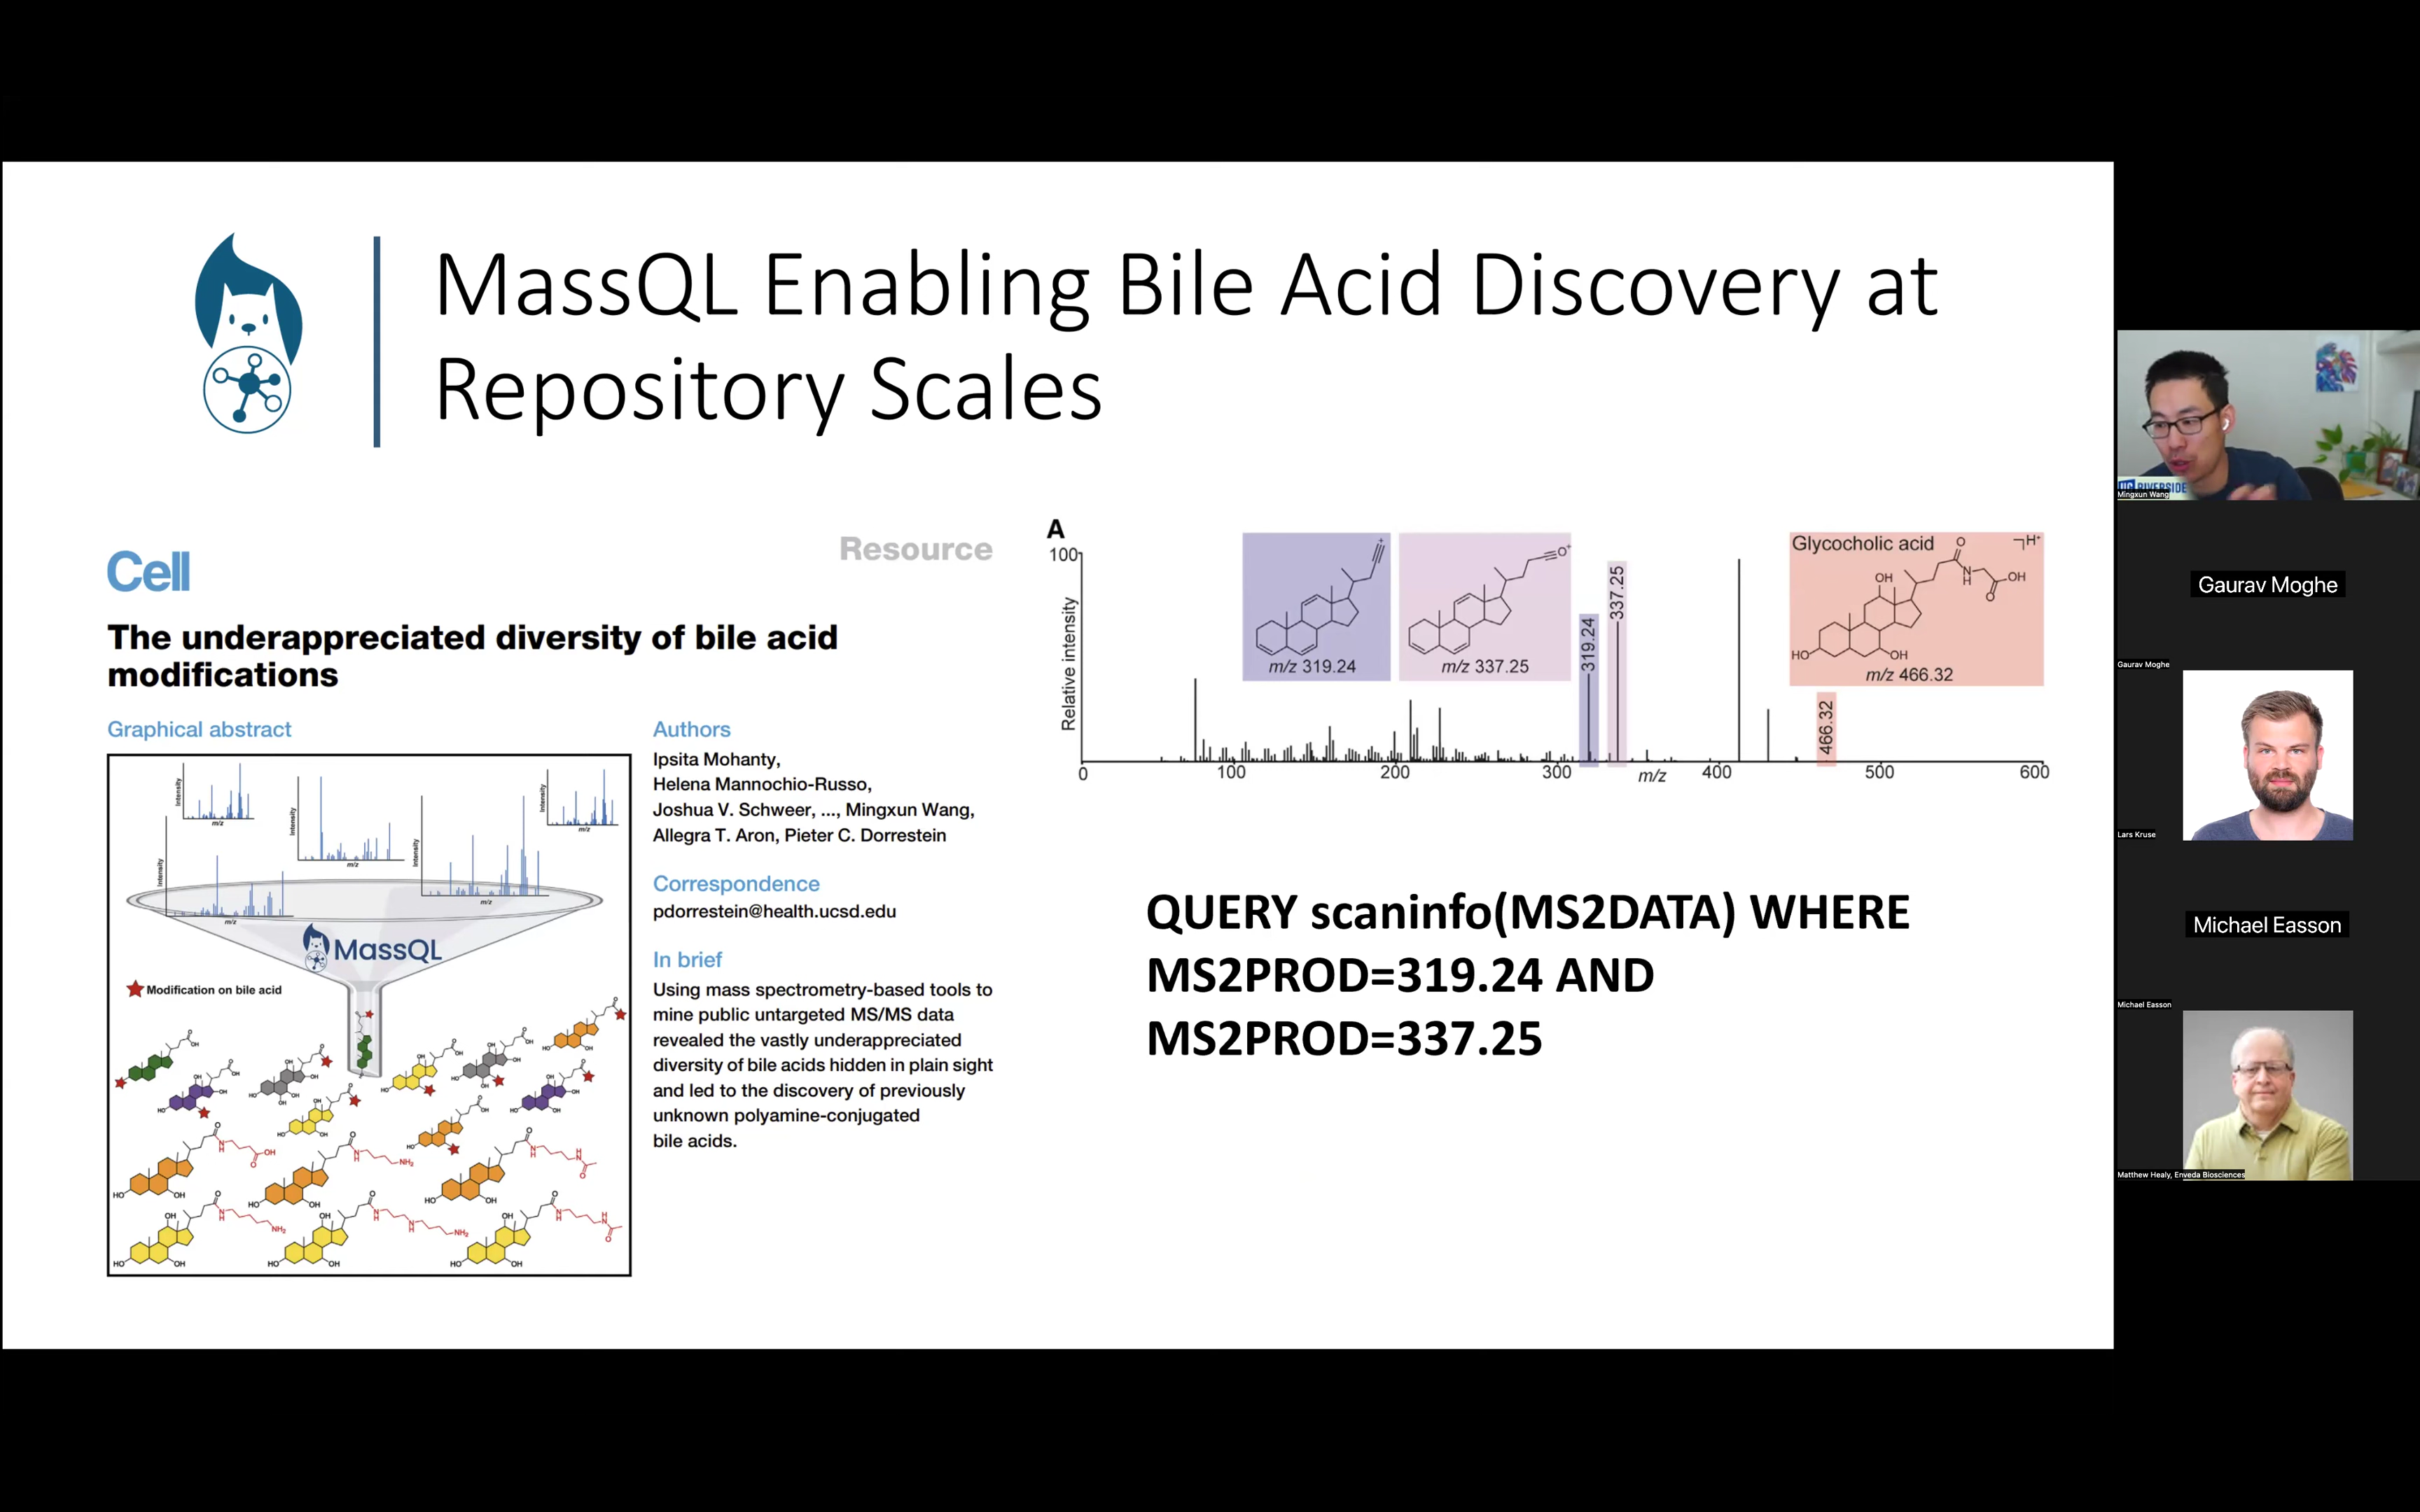 MassQL Enabling Bile Acid Discovery at
Repository Scales
Cell
Resource
The underappreciated diversity of bile acid
modifications
Graphical abstract
Intensity
m/z
Intensity
m/z
Intensity
m/z
Intensity
m/z
Intensity
m/z
MassQL
Modification on bile acid
Authors
Ipsita Mohanty,
Helena Mannochio-Russo,
Joshua V. Schweer, ..., Mingxun Wang,
Allegra T. Aron, Pieter C. Dorrestein
Correspondence
pdorrestein@health.ucsd.edu
In brief
Using mass spectrometry-based tools to
mine public untargeted MS/MS data
revealed the vastly underappreciated
diversity of bile acids hidden in plain sight
and led to the discovery of previously
unknown polyamine-conjugated
bile acids.
A
100
Relative intensity
m/z 319.24
m/z 337.25
319.24
337.25
Glycocholic acid
H+
O
OH
N
H
OH
O
HO
OH
m/z 466.32
466.32
0 100 200 300 m/z 400 500 600
QUERY scaninfo(MS2DATA) WHERE
MS2PROD=319.24 AND
MS2PROD=337.25
RIVERSIDE
Mingxun Wang
Gaurav Moghe
Gaurav Moghe
Lars Kruse
Michael Easson
Michael Easson
Matthew Healy, Enveda Biosciences